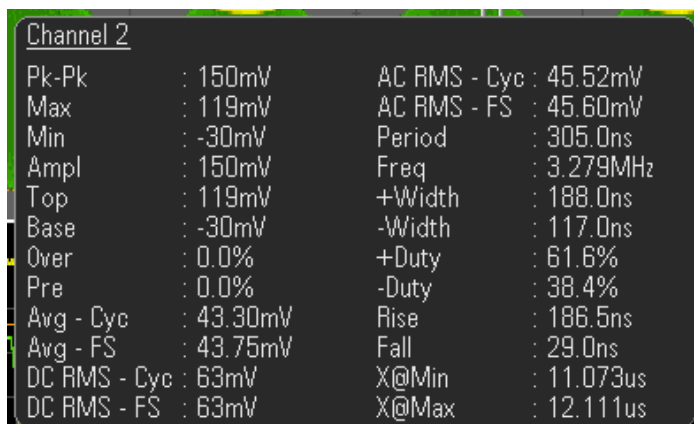 Channel 2
Pk-Pk : 150mV AC RMS - Cyc : 45.52mV
Max : 119mV AC RMS - FS : 45.60mV
Min : -30mV Period : 305.0ns
Ampl : 150mV Freq : 3.279MHz
Top : 119mV +Width : 188.0ns
Base : -30mV -Width : 117.0ns
Over : 0.0% +Duty : 61.6%
Pre : 0.0% -Duty : 38.4%
Avg - Cyc : 43.30mV Rise : 186.5ns
Avg - FS : 43.75mV Fall : 29.0ns
DC RMS - Cyc : 63mV X@Min : 11.073us
DC RMS - FS : 63mV X@Max : 12.111us